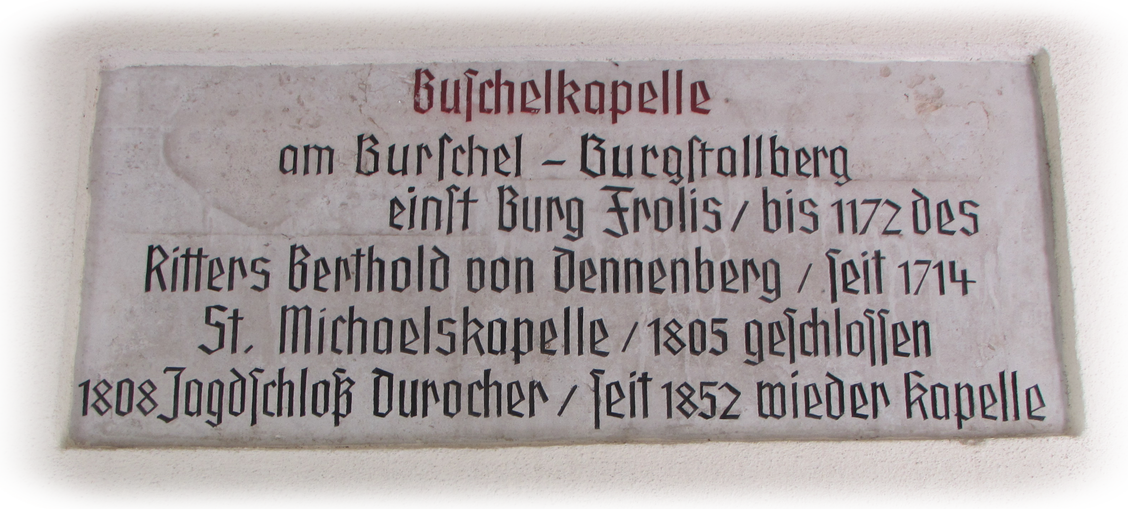 Buſchelkapelle
am Burſchel – Burgſtallberg
einſt Burg Frolis / bis 1172 des
Ritters Berthold von Dennenberg / ſeit 1714
St. Michaelskapelle / 1805 geſchloſſen
1808 Jagdſchloß Durocher / ſeit 1852 wieder Kapelle